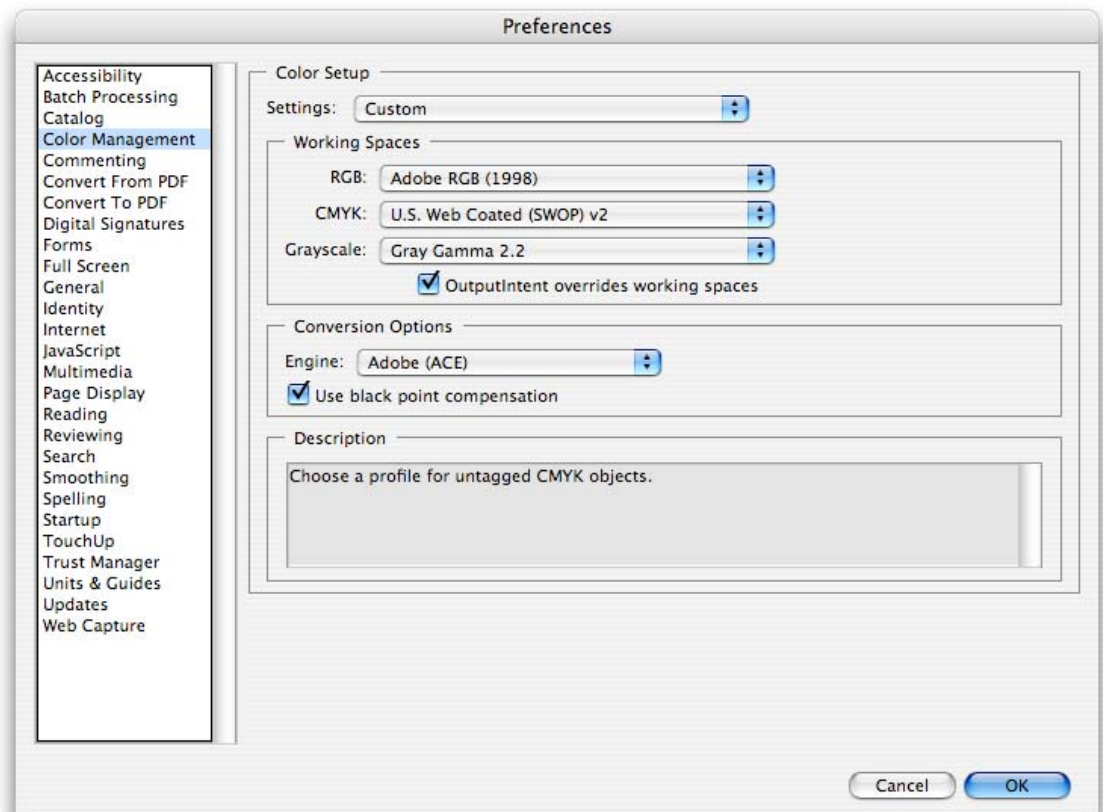 Preferences
Accessibility
Batch Processing
Catalog
Color Management
Commenting
Convert From PDF
Convert To PDF
Digital Signatures
Forms
Full Screen
General
Identity
Internet
JavaScript
Multimedia
Page Display
Reading
Reviewing
Search
Smoothing
Spelling
Startup
TouchUp
Trust Manager
Units & Guides
Updates
Web Capture
Color Setup
Settings: Custom
Working Spaces
RGB: Adobe RGB (1998)
CMYK: U.S. Web Coated (SWOP) v2
Grayscale: Gray Gamma 2.2
OutputIntent overrides working spaces
Conversion Options
Engine: Adobe (ACE)
Use black point compensation
Description
Choose a profile for untagged CMYK objects.
Cancel OK